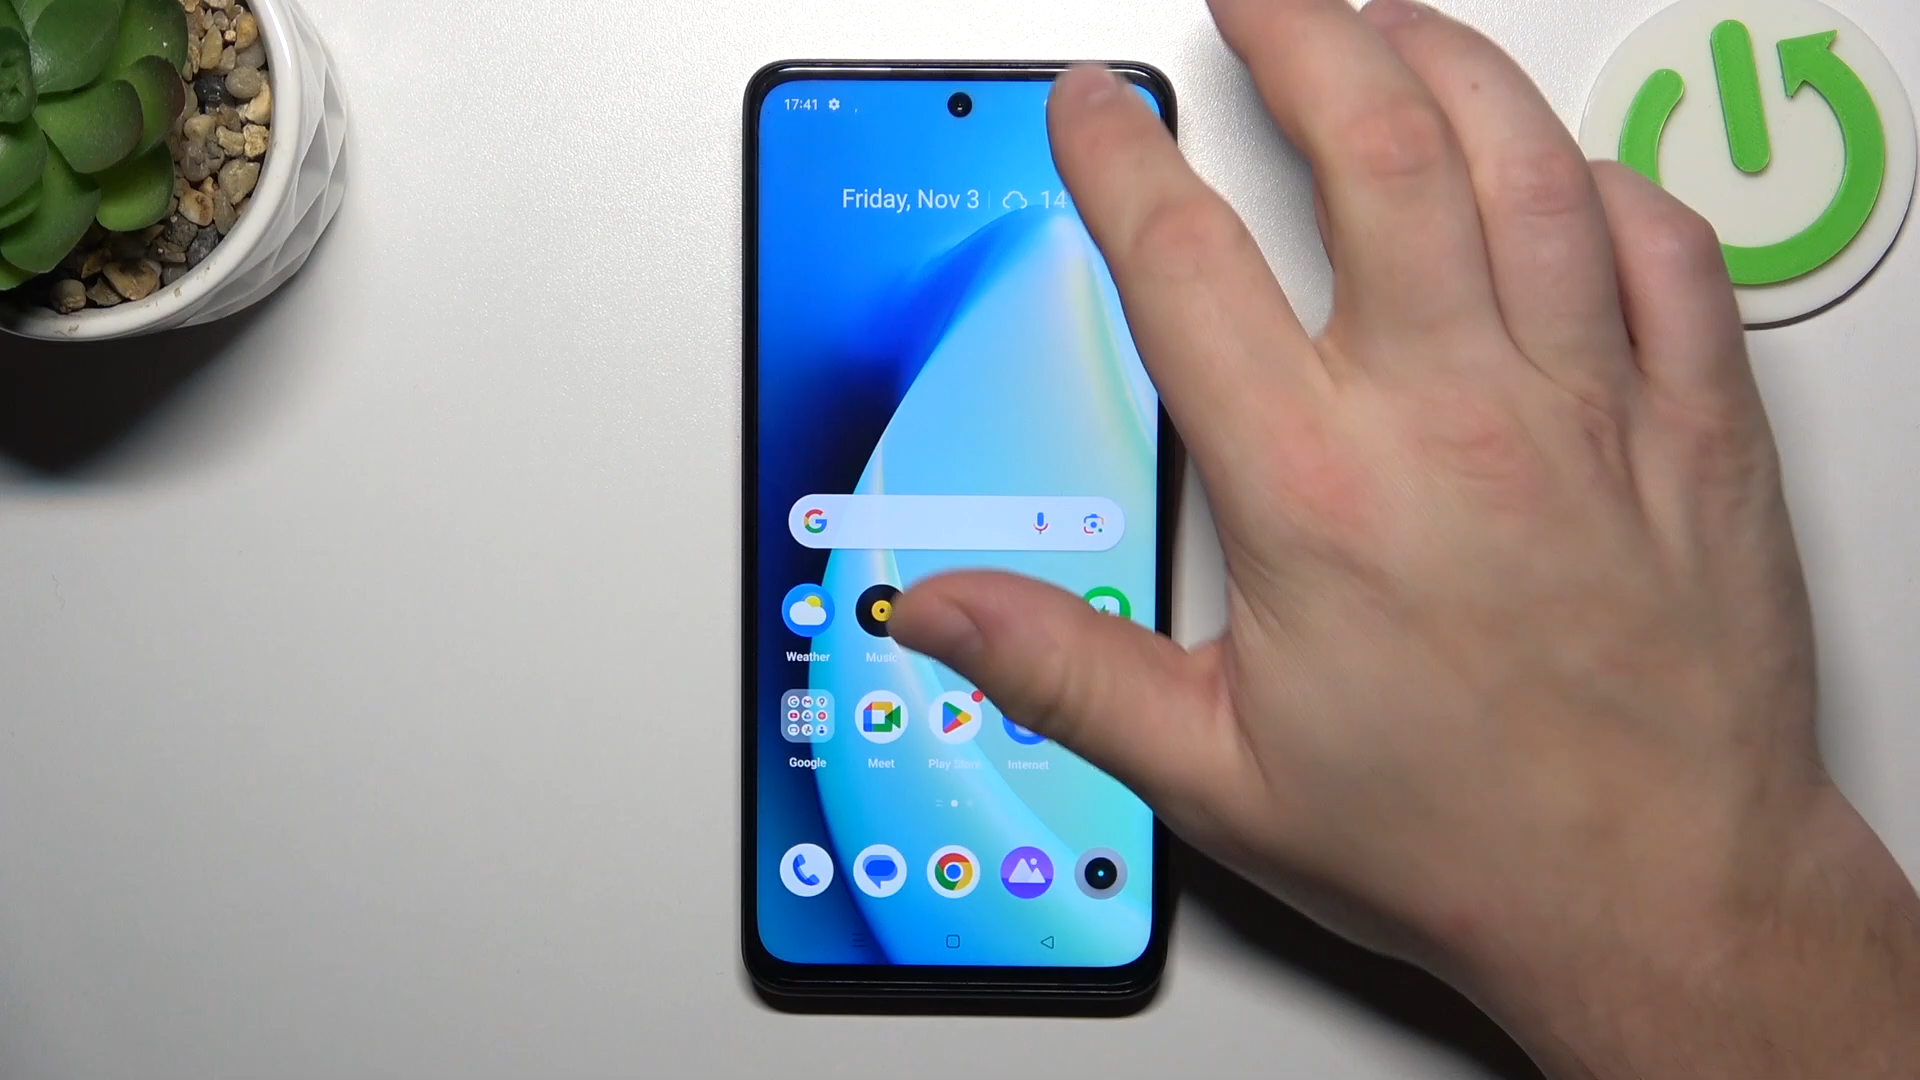 17:41
Friday, Nov 3 14
Weather Music
Google Meet Play Store Internet